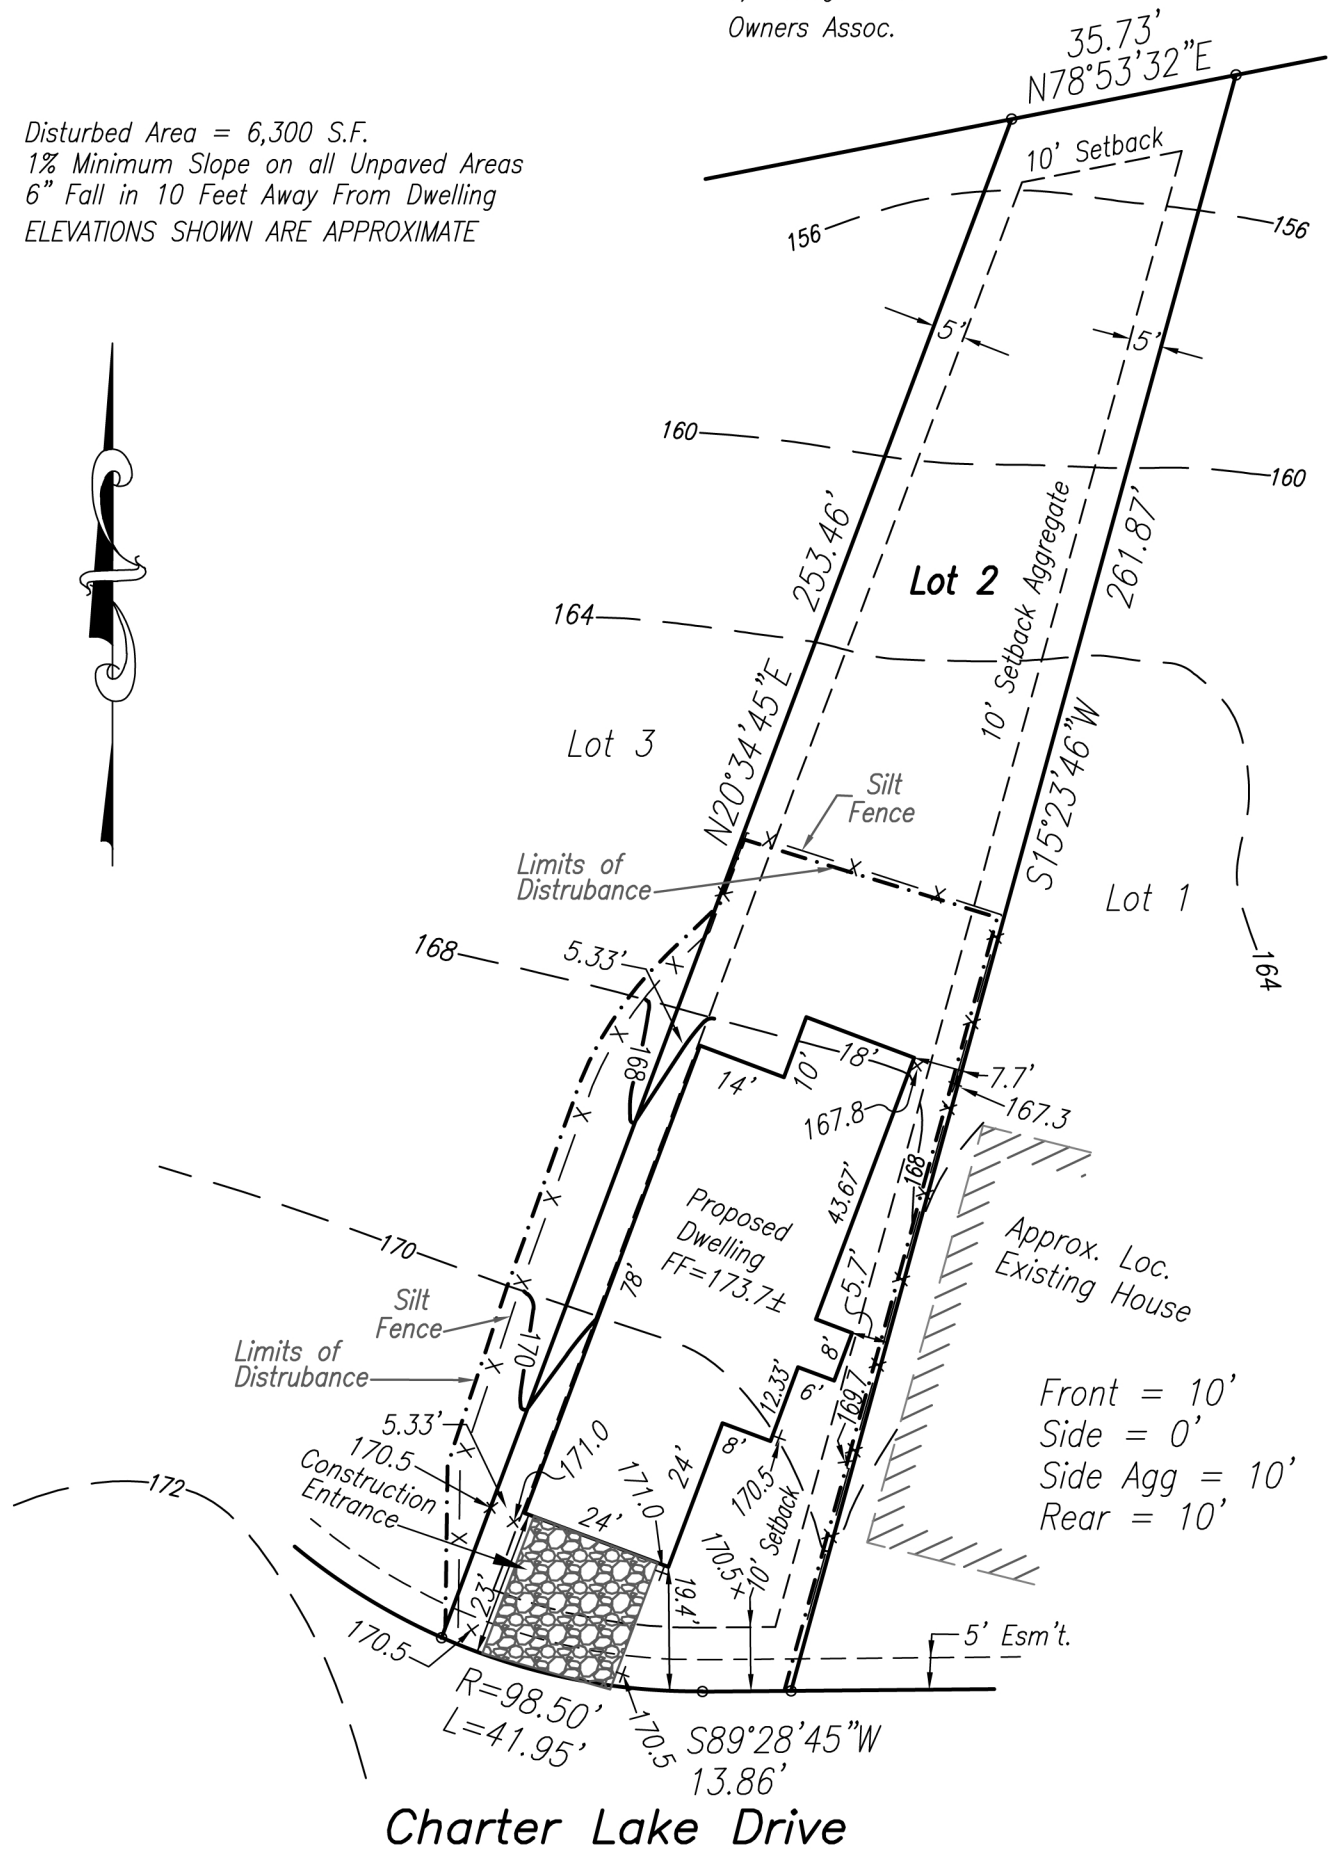 Owners Assoc.
35.73'
N78°53'32"E
Disturbed Area = 6,300 S.F.
1% Minimum Slope on all Unpaved Areas
6" Fall in 10 Feet Away From Dwelling
ELEVATIONS SHOWN ARE APPROXIMATE
10' Setback
156
156
5'
5'
160
160
253.46'
10' Setback Aggregate
261.87'
Lot 2
164
N20°34'45"E
S15°23'46"W
Lot 3
Silt
Fence
Limits of
Distrubance
Lot 1
168
5.33'
164
168
14'
10'
18'
7.7'
167.8
167.3
168
43.67'
Proposed
Dwelling
FF=173.7±
Approx. Loc.
Existing House
170
78'
5.7'
Silt
Fence
170
8'
Limits of
Distrubance
12.33'
6'
169.7
Front = 10'
Side = 0'
Side Agg = 10'
Rear = 10'
5.33'
170.5
171.0
8'
24'
Construction
Entrance
171.0
170.5
172
24'
170.5
10' Setback
23'
19.4'
170.5
5' Esm't.
R=98.50'
L=41.95'
170.5
S89°28'45"W
13.86'
Charter Lake Drive